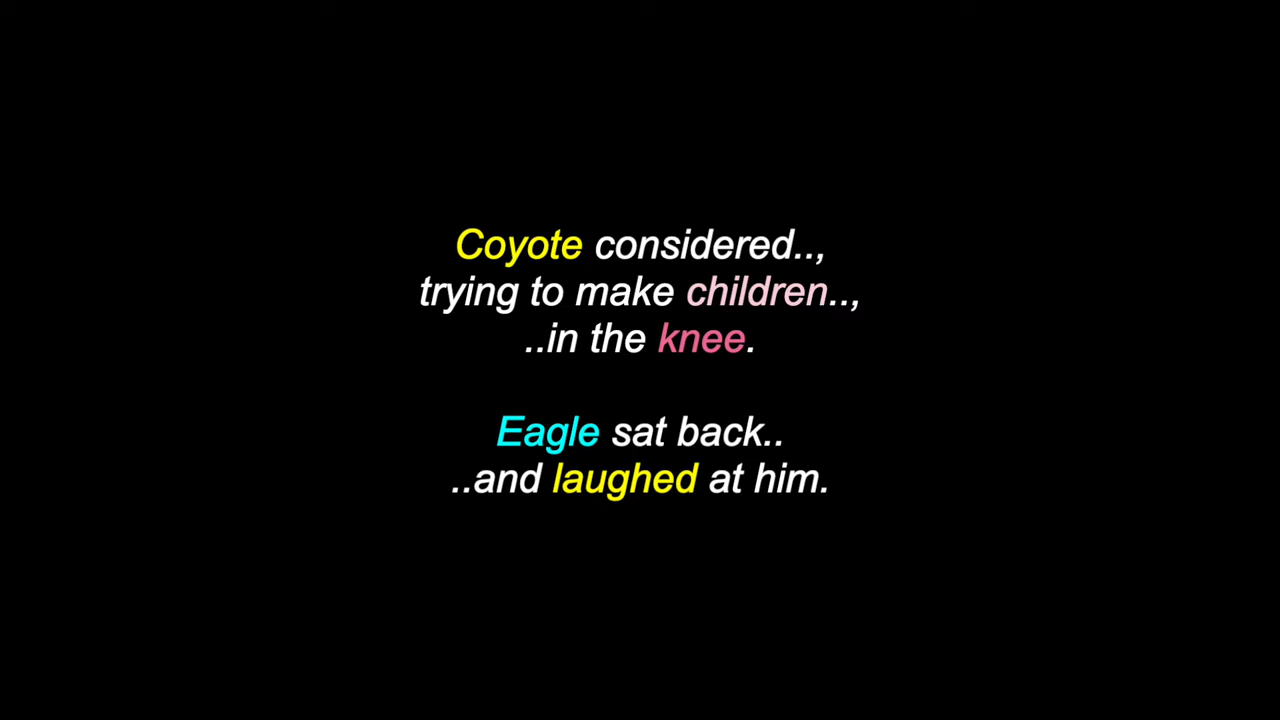 Coyote considered..,
trying to make children..,
..in the knee.
Eagle sat back..
..and laughed at him.